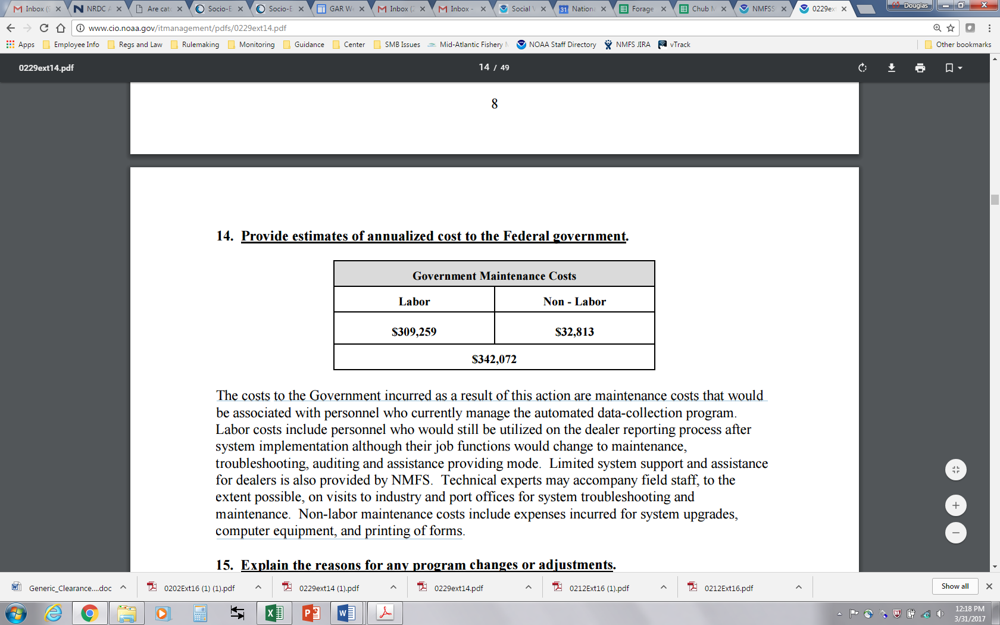 Inbox (
NRDC
Are cat
Socio-E
Socio-E
GAR W
Inbox (
Inbox -
Social
31
Nationa
Forage
Chub M
NMFSS
0229ext
Douglas
www.cio.noaa.gov/itmanagement/pdfs/0229ext14.pdf
Apps Employee Info Regs and Law Rulemaking Monitoring Guidance Center SMB Issues Mid-Atlantic Fishery NOAA Staff Directory NMFS JIRA vTrack Other bookmarks
0229ext14.pdf 14 / 49
8
14. Provide estimates of annualized cost to the Federal government.
Government Maintenance Costs
Labor Non - Labor
$309,259 $32,813
$342,072
The costs to the Government incurred as a result of this action are maintenance costs that would
be associated with personnel who currently manage the automated data-collection program.
Labor costs include personnel who would still be utilized on the dealer reporting process after
system implementation although their job functions would change to maintenance,
troubleshooting, auditing and assistance providing mode. Limited system support and assistance
for dealers is also provided by NMFS. Technical experts may accompany field staff, to the
extent possible, on visits to industry and port offices for system troubleshooting and
maintenance. Non-labor maintenance costs include expenses incurred for system upgrades,
computer equipment, and printing of forms.
15. Explain the reasons for any program changes or adjustments.
Generic_Clearance....doc 0202Ext16 (1) (1).pdf 0229ext14 (1).pdf 0229ext14.pdf 0212Ext16 (1).pdf 0212Ext16.pdf Show all
12:18 PM
3/31/2017